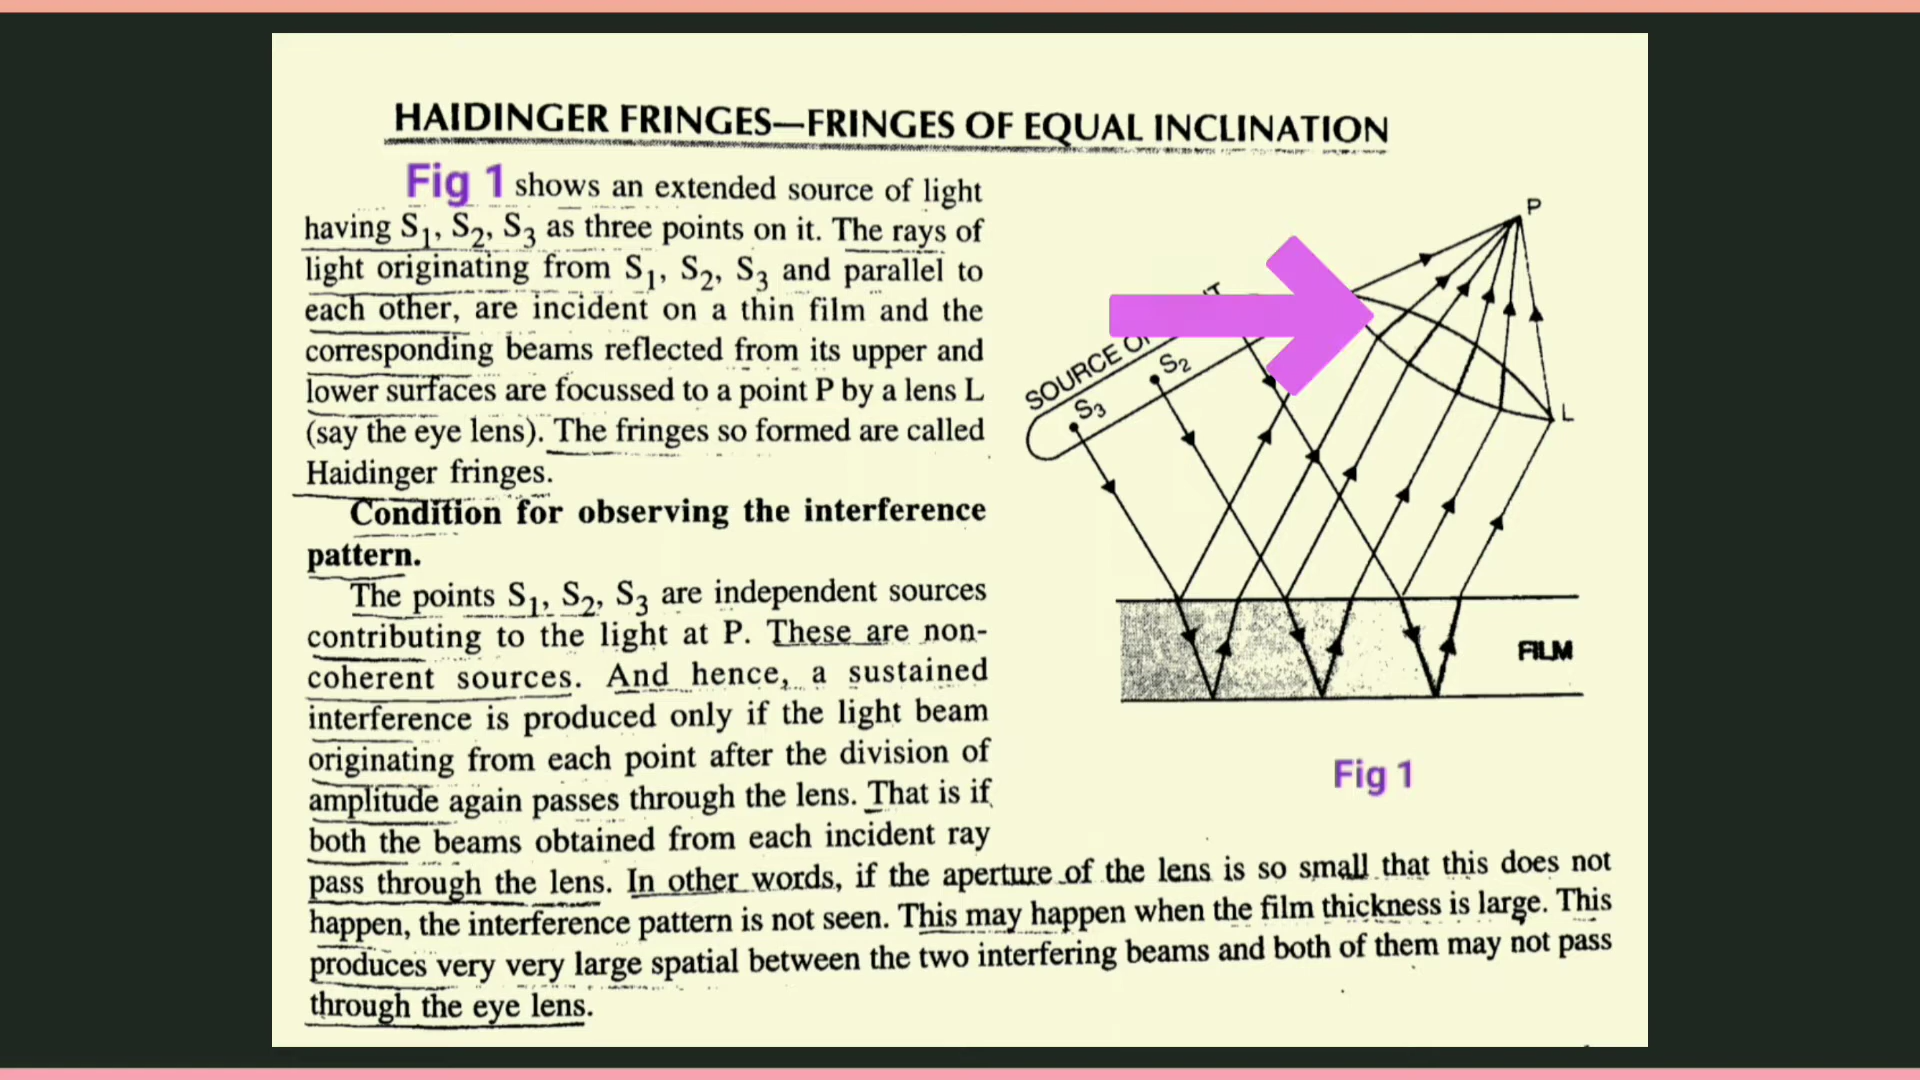 HAIDINGER FRINGES—FRINGES OF EQUAL INCLINATION
Fig 1 shows an extended source of light
having S₁, S₂, S₃ as three points on it. The rays of
light originating from S₁, S₂, S₃ and parallel to
each other, are incident on a thin film and the
corresponding beams reflected from its upper and
lower surfaces are focussed to a point P by a lens L
(say the eye lens). The fringes so formed are called
Haidinger fringes.
Condition for observing the interference
pattern.
The points S₁, S₂, S₃ are independent sources
contributing to the light at P. These are non-
coherent sources. And hence, a sustained
interference is produced only if the light beam
originating from each point after the division of
amplitude again passes through the lens. That is if
both the beams obtained from each incident ray
pass through the lens. In other words, if the aperture of the lens is so small that this does not
happen, the interference pattern is not seen. This may happen when the film thickness is large. This
produces very very large spatial between the two interfering beams and both of them may not pass
through the eye lens.
P
SOURCE
S₂
S₃
L
FILM
Fig 1